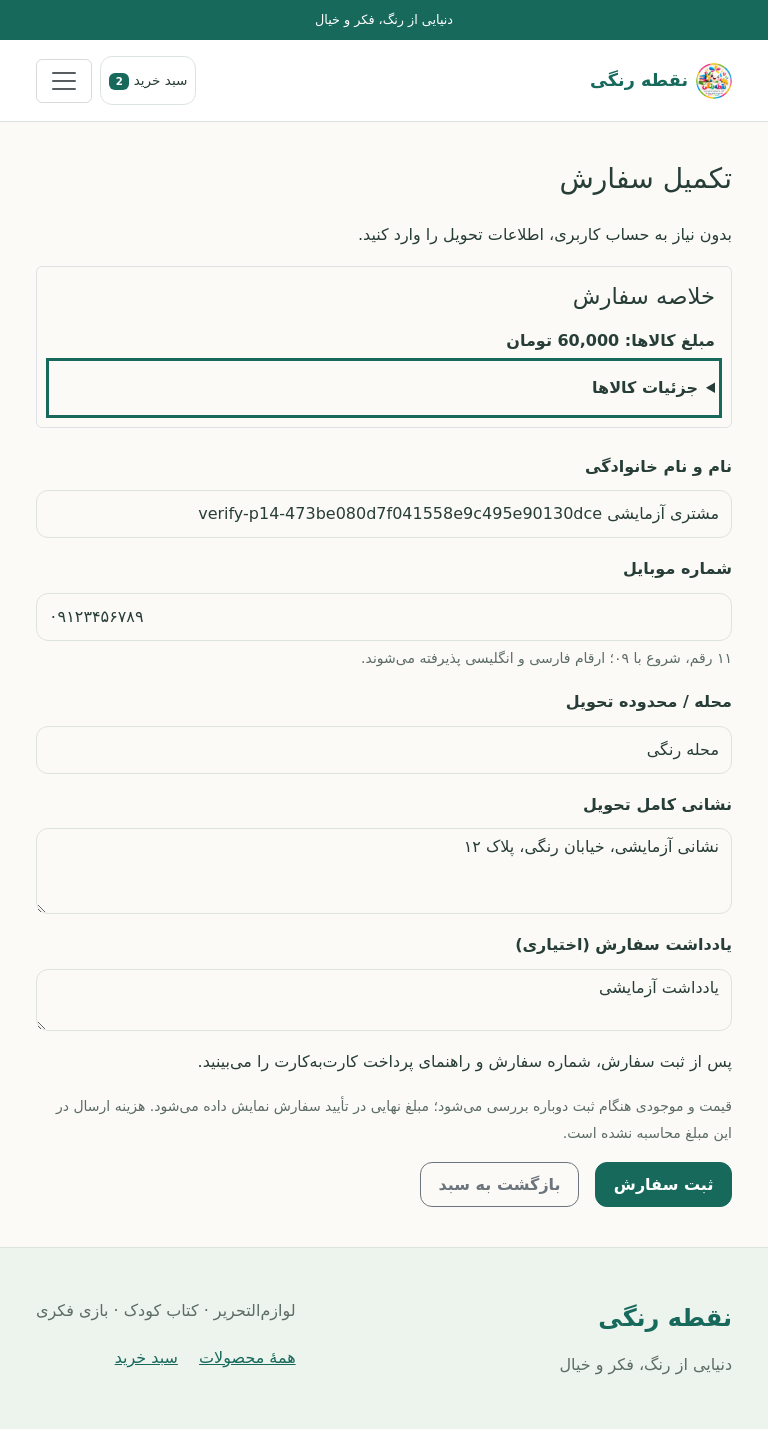 دنیایی از رنگ، فکر و خیال
نقطه رنگی
سبد خرید 2
تکمیل سفارش
بدون نیاز به حساب کاربری، اطلاعات تحویل را وارد کنید.
خلاصه سفارش
مبلغ کالاها: 60,000 تومان
جزئیات کالاها
نام و نام خانوادگی
مشتری آزمایشی verify-p14-473be080d7f041558e9c495e90130dce
شماره موبایل
۰۹۱۲۳۴۵۶۷۸۹
۱۱ رقم، شروع با ۰۹؛ ارقام فارسی و انگلیسی پذیرفته می‌شوند.
محله / محدوده تحویل
محله رنگی
نشانی کامل تحویل
نشانی آزمایشی، خیابان رنگی، پلاک ۱۲
یادداشت سفارش (اختیاری)
یادداشت آزمایشی
پس از ثبت سفارش، شماره سفارش و راهنمای پرداخت کارت‌به‌کارت را می‌بینید.
قیمت و موجودی هنگام ثبت دوباره بررسی می‌شود؛ مبلغ نهایی در تأیید سفارش نمایش داده می‌شود. هزینه ارسال در
این مبلغ محاسبه نشده است.
ثبت سفارش
بازگشت به سبد
نقطه رنگی
دنیایی از رنگ، فکر و خیال
لوازم‌التحریر · کتاب کودک · بازی فکری
همهٔ محصولات
سبد خرید